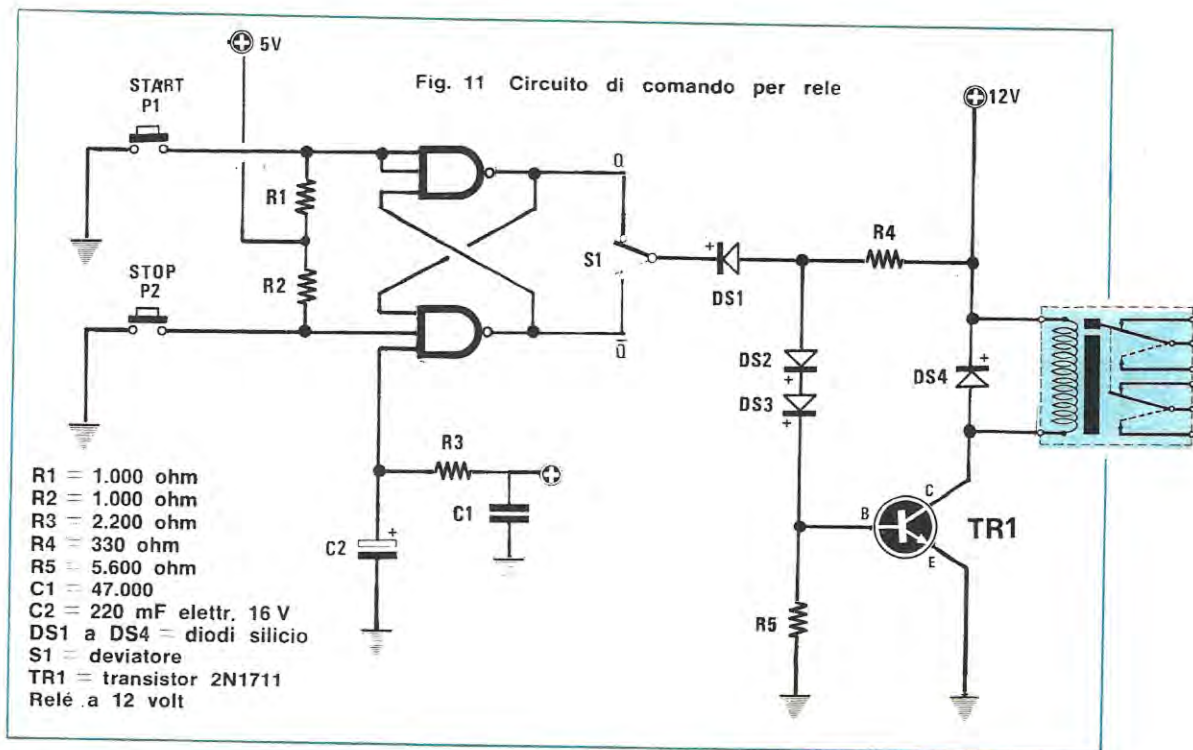 5V
Fig. 11 Circuito di comando per rele
12V
START
P1
R1
Q
R4
STOP
P2
R2
S1
DS1
Q̅
DS2
DS3
DS4
R3
C1
C2
B
C
E
TR1
R5
R1 = 1.000 ohm
R2 = 1.000 ohm
R3 = 2.200 ohm
R4 = 330 ohm
R5 = 5.600 ohm
C1 = 47.000
C2 = 220 mF elettr. 16 V
DS1 a DS4 = diodi silicio
S1 = deviatore
TR1 = transistor 2N1711
Relé a 12 volt